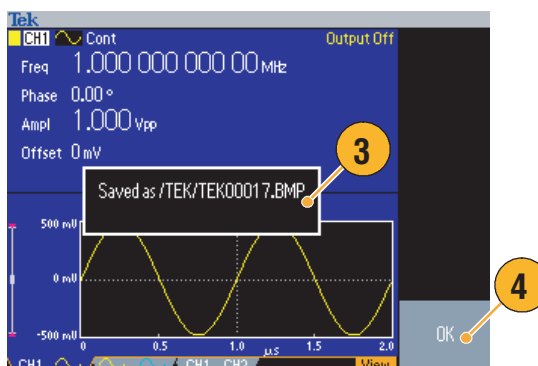 Tek
CH1 Cont Output Off
Freq 1.000 000 000 00 MHz
Phase 0.00 °
Ampl 1.000 Vpp
Offset 0 mV
3
Saved as /TEK/TEK00017.BMP
500 mV
0 mV
-500 mV
0 0.5 1.0 μs 1.5 2.0
4
OK
CH1 CH1 CH2 View